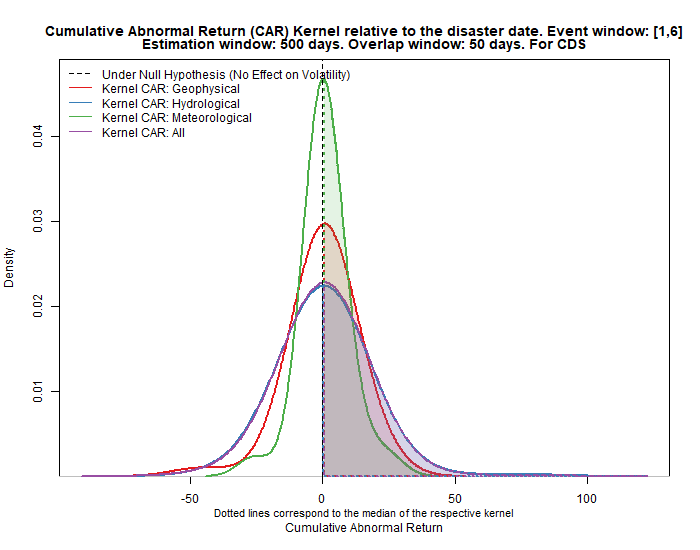 Cumulative Abnormal Return (CAR) Kernel relative to the disaster date. Event window: [1,6]
Estimation window: 500 days. Overlap window: 50 days. For CDS
Under Null Hypothesis (No Effect on Volatility)
Kernel CAR: Geophysical
Kernel CAR: Hydrological
Kernel CAR: Meteorological
Kernel CAR: All
0.04
0.03
0.02
0.01
Density
-50
0
50
100
Dotted lines correspond to the median of the respective kernel
Cumulative Abnormal Return